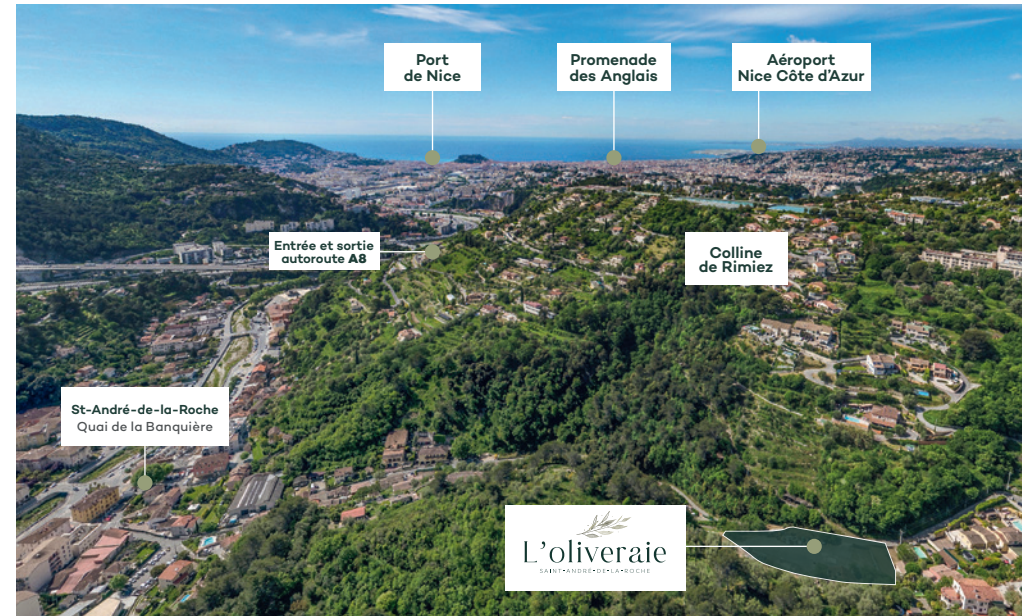 Port
de Nice
Promenade
des Anglais
Aéroport
Nice Côte d'Azur
Entrée et sortie
autoroute A8
Colline
de Rimiez
St-André-de-la-Roche
Quai de la Banquière
L'oliveraie
SAINT•ANDRÉ•DE•LA•ROCHE